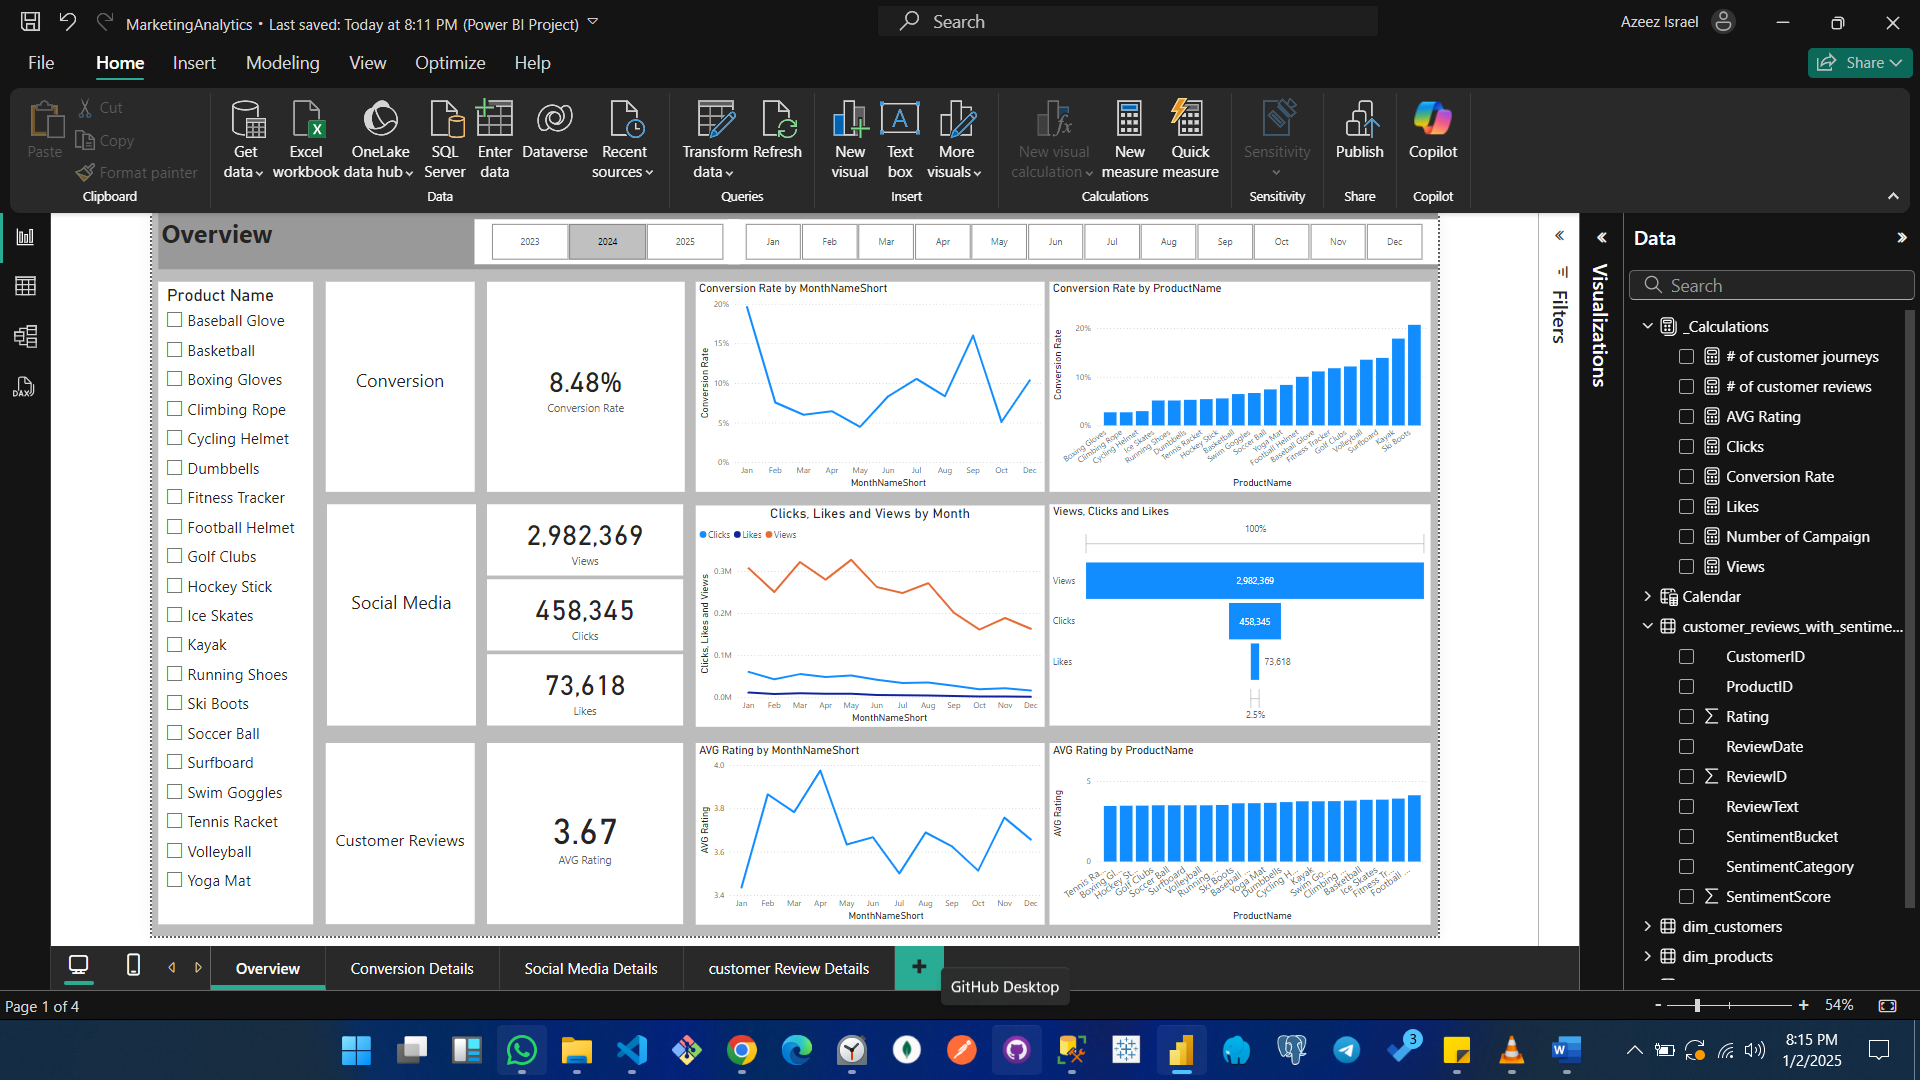 MarketingAnalytics • Last saved: Today at 8:11 PM (Power BI Project)
Search
Azeez Israel
File Home Insert Modeling View Optimize Help
Share
Paste
Cut
Copy
Format painter
Clipboard
Get data
Excel workbook
OneLake data hub
SQL Server
Enter data
Dataverse
Recent sources
Data
Transform data
Refresh
Queries
New visual
Text box
More visuals
Insert
New visual calculation
New measure
Quick measure
Calculations
Sensitivity
Sensitivity
Publish
Share
Copilot
Copilot
DAX
Overview
2023 2024 2025
Jan Feb Mar Apr May Jun Jul Aug Sep Oct Nov Dec
Product Name
Baseball Glove
Basketball
Boxing Gloves
Climbing Rope
Cycling Helmet
Dumbbells
Fitness Tracker
Football Helmet
Golf Clubs
Hockey Stick
Ice Skates
Kayak
Running Shoes
Ski Boots
Soccer Ball
Surfboard
Swim Goggles
Tennis Racket
Volleyball
Yoga Mat
Conversion
8.48%
Conversion Rate
Conversion Rate by MonthNameShort
Conversion Rate
20%
15%
10%
5%
0%
Jan Feb Mar Apr May Jun Jul Aug Sep Oct Dec
MonthNameShort
Conversion Rate by ProductName
Conversion Rate
20%
10%
0%
Boxing Gloves
Climbing Rope
Cycling Helmet
Ice Skates
Running Shoes
Dumbbells
Tennis Racket
Hockey Stick
Basketball
Swim Goggles
Soccer Ball
Yoga Mat
Football Helmet
Baseball Glove
Fitness Tracker
Golf Clubs
Volleyball
Surfboard
Kayak
Ski Boots
ProductName
Social Media
2,982,369
Views
458,345
Clicks
73,618
Likes
Clicks, Likes and Views by Month
Clicks Likes Views
Clicks, Likes and Views
0.3M
0.2M
0.1M
0.0M
Jan Feb Mar Apr May Jun Jul Aug Sep Oct Nov Dec
MonthNameShort
Views, Clicks and Likes
100%
Views 2,982,369
Clicks 458,345
Likes 73,618
2.5%
Customer Reviews
3.67
AVG Rating
AVG Rating by MonthNameShort
AVG Rating
4.0
3.8
3.6
3.4
Jan Feb Mar Apr May Jun Jul Aug Sep Oct Nov Dec
MonthNameShort
AVG Rating by ProductName
AVG Rating
5
0
Tennis Ra...
Boxing Gl...
Hockey St...
Golf Clubs
Soccer Ball
Surfboard
Volleyball
Running ...
Ski Boots
Baseball ...
Yoga Mat
Dumbbells
Cycling H...
Kayak
Swim Go...
Climbing ...
Basketball
Ice Skates
Fitness Tr...
Football ...
ProductName
Filters
Visualizations
Data
Search
_Calculations
# of customer journeys
# of customer reviews
AVG Rating
Clicks
Conversion Rate
Likes
Number of Campaign
Views
Calendar
customer_reviews_with_sentime...
CustomerID
ProductID
Rating
ReviewDate
ReviewID
ReviewText
SentimentBucket
SentimentCategory
SentimentScore
dim_customers
dim_products
Overview Conversion Details Social Media Details customer Review Details +
GitHub Desktop
Page 1 of 4
- + 54%
3
8:15 PM
1/2/2025